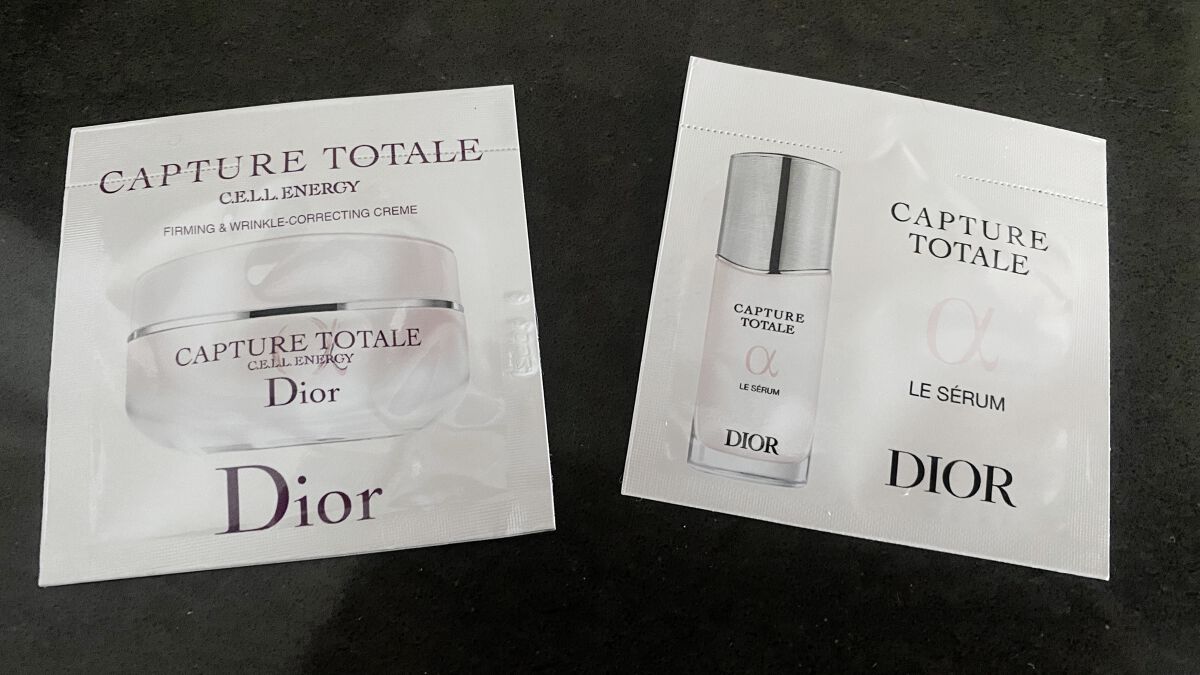 CAPTURE TOTALE
C.E.L.L. ENERGY
FIRMING & WRINKLE-CORRECTING CREME
CAPTURE TOTALE
C.E.L.L. ENERGY
Dior
Dior
CAPTURE
TOTALE
α
LE SÉRUM
DIOR
CAPTURE
TOTALE
α
LE SÉRUM
DIOR